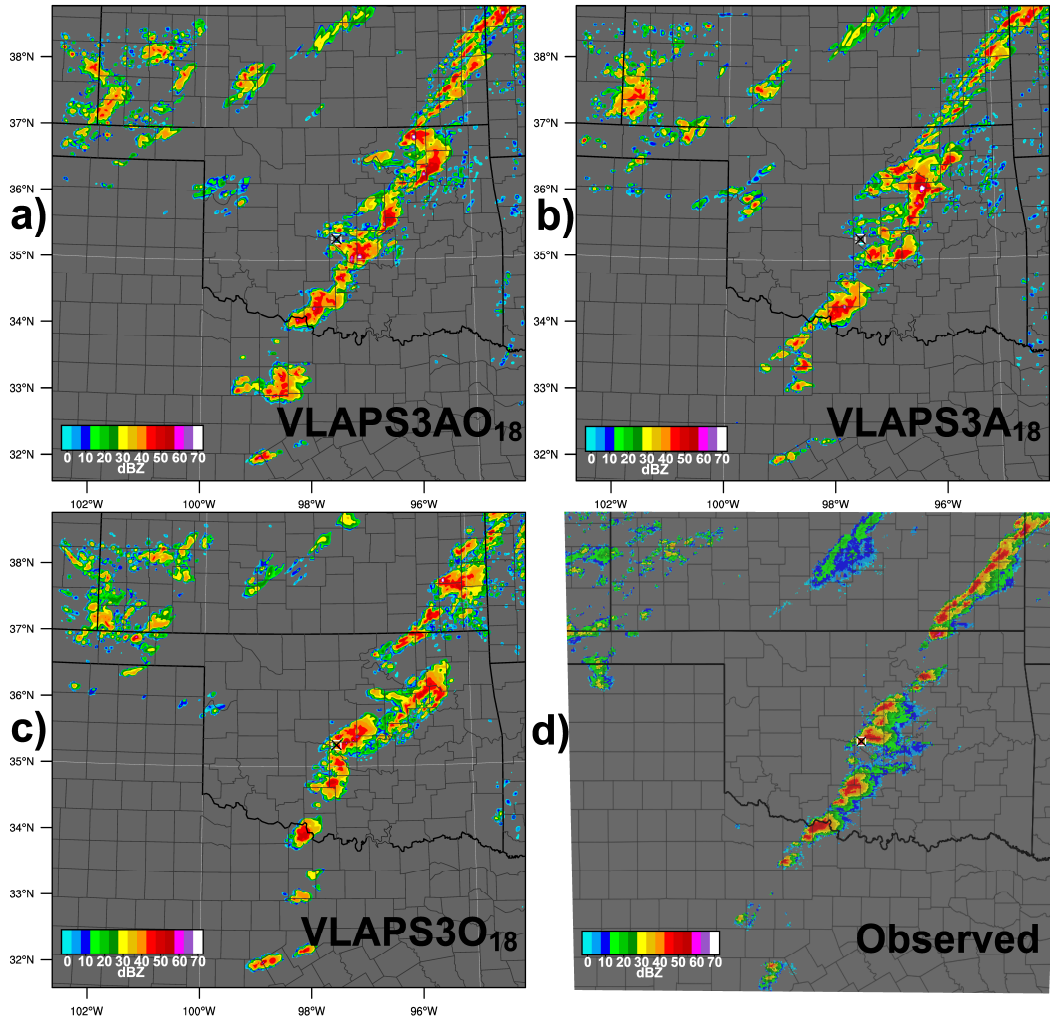 38°N
37°N
36°N
a)
35°N
34°N
33°N
VLAPS3AO18
0 10 20 30 40 50 60 70
dBZ
32°N
102°W 100°W 98°W 96°W
38°N
37°N
36°N
b)
35°N
34°N
33°N
VLAPS3A18
0 10 20 30 40 50 60 70
dBZ
32°N
102°W 100°W 98°W 96°W
38°N
37°N
36°N
c)
35°N
34°N
33°N
VLAPS3O18
0 10 20 30 40 50 60 70
dBZ
32°N
102°W 100°W 98°W 96°W
d)
Observed
0 10 20 30 40 50 60 70
dBZ